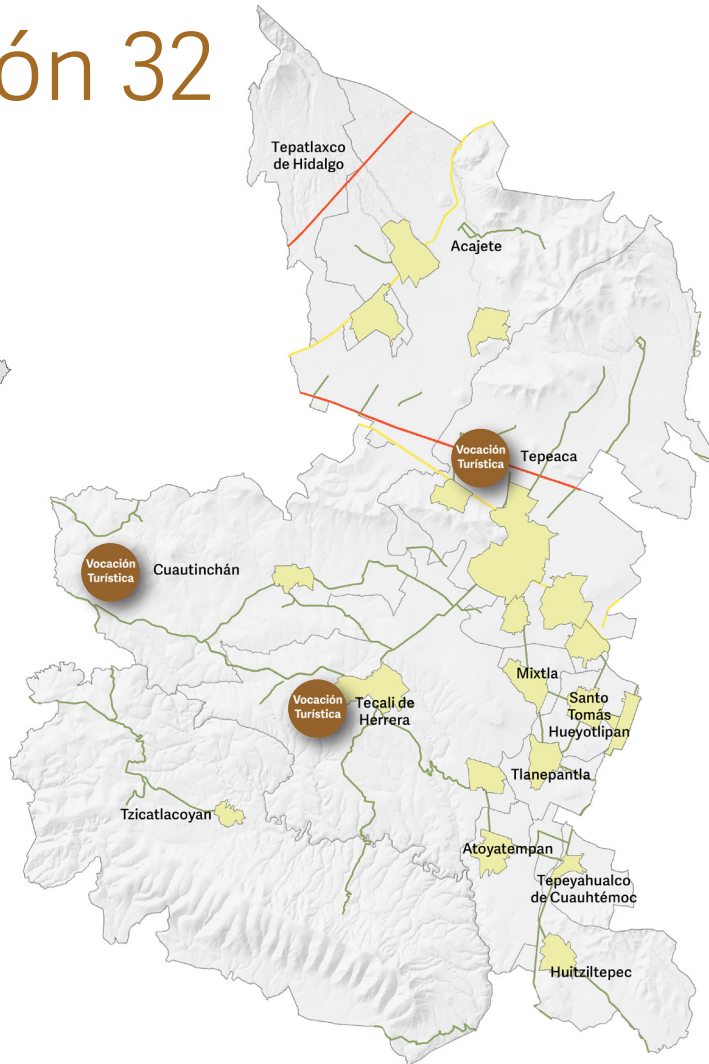 ón 32
Tepatlaxco
de Hidalgo
Acajete
Vocación
Turística
Tepeaca
Vocación
Turística
Cuautinchán
Mixtla
Vocación
Turística
Tecali de
Herrera
Santo
Tomás
Hueyotlipan
Tlanepantla
Tzicatlacoyan
Atoyatempan
Tepeyahualco
de Cuauhtémoc
Huitziltepec